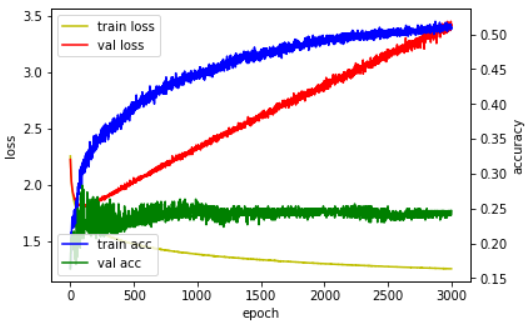 train loss
val loss
train acc
val acc
3.5
3.0
2.5
2.0
1.5
loss
0.50
0.45
0.40
0.35
0.30
0.25
0.20
0.15
accuracy
0
500
1000
1500
2000
2500
3000
epoch